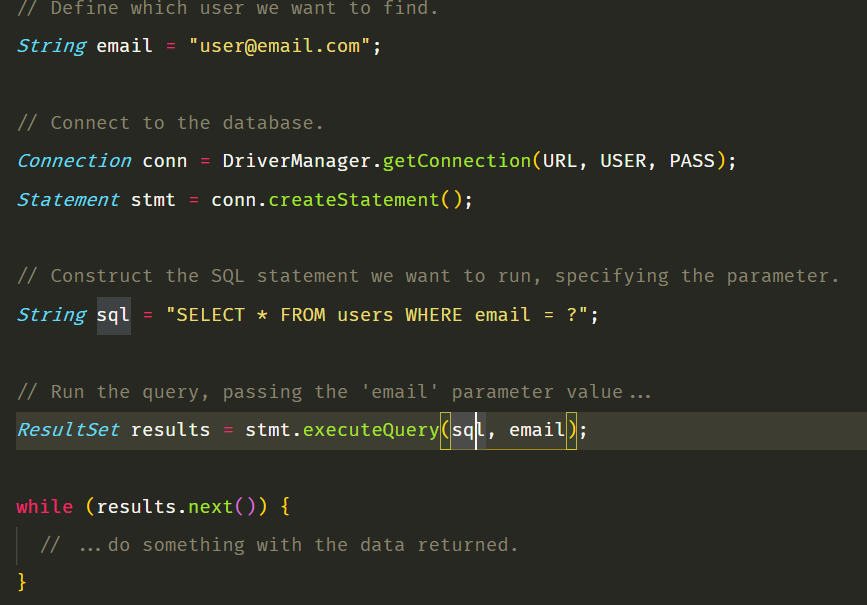 // Define which user we want to find.
String email = "user@email.com";
// Connect to the database.
Connection conn = DriverManager.getConnection(URL, USER, PASS);
Statement stmt = conn.createStatement();
// Construct the SQL statement we want to run, specifying the parameter.
String sql = "SELECT * FROM users WHERE email = ?";
// Run the query, passing the 'email' parameter value...
ResultSet results = stmt.executeQuery(sql, email);
while (results.next()) {
// ...do something with the data returned.
}